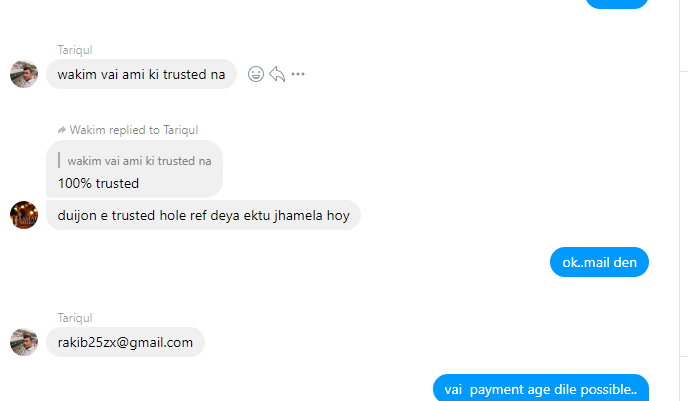 Tariqul
wakim vai ami ki trusted na
Wakim replied to Tariqul
wakim vai ami ki trusted na
100% trusted
duijon e trusted hole ref deya ektu jhamela hoy
ok..mail den
Tariqul
rakib25zx@gmail.com
vai payment age dile possible..